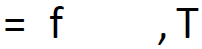 = f , T